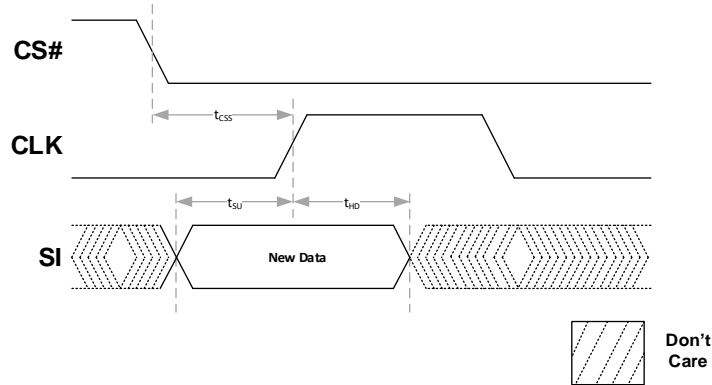 CS#
t_CSS
CLK
t_SU
t_HD
SI
New Data
Don't
Care